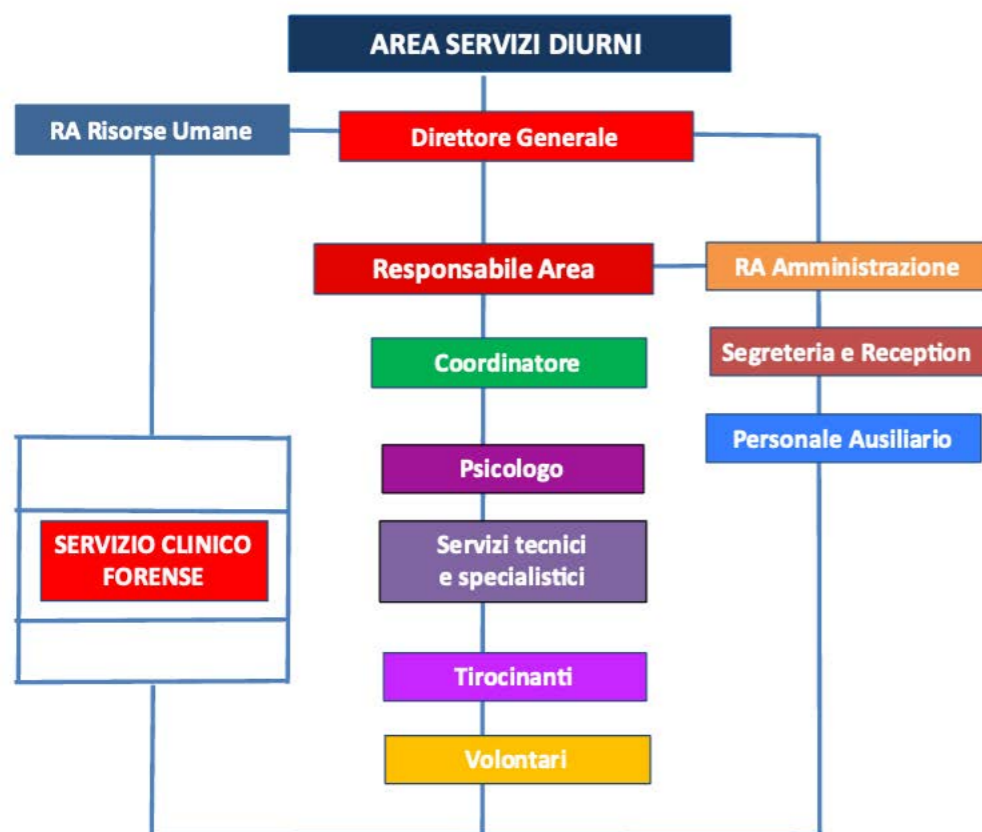 AREA SERVIZI DIURNI
RA Risorse Umane
Direttore Generale
Responsabile Area
RA Amministrazione
Coordinatore
Segreteria e Reception
Personale Ausiliario
Psicologo
SERVIZIO CLINICO
FORENSE
Servizi tecnici
e specialistici
Tirocinanti
Volontari